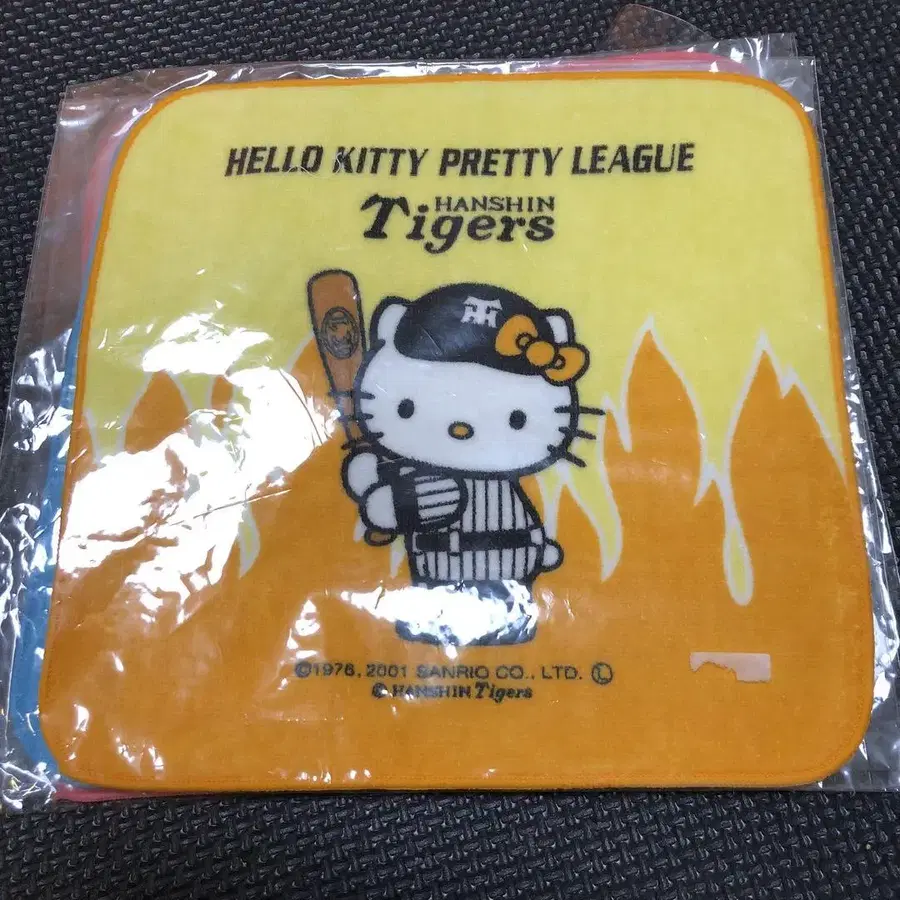 HELLO KITTY PRETTY LEAGUE
HANSHIN
Tigers
©1976, 2001 SANRIO CO., LTD. Ⓛ
© HANSHIN Tigers